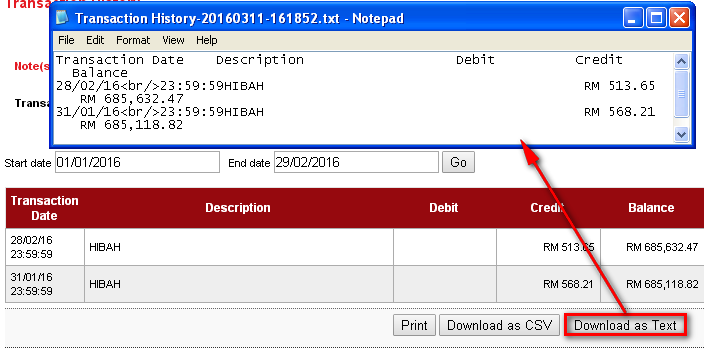 Transaction History-20160311-161852.txt - Notepad
File Edit Format View Help
Transaction Date Description Debit Credit
Balance
28/02/16<br/>23:59:59HIBAH RM 513.65
RM 685,632.47
31/01/16<br/>23:59:59HIBAH RM 568.21
RM 685,118.82
Note(s
Transa
Start date 01/01/2016 End date 29/02/2016 Go
Transaction Date Description Debit Credit Balance
28/02/16
23:59:59 HIBAH RM 513.65 RM 685,632.47
31/01/16
23:59:59 HIBAH RM 568.21 RM 685,118.82
Print Download as CSV Download as Text